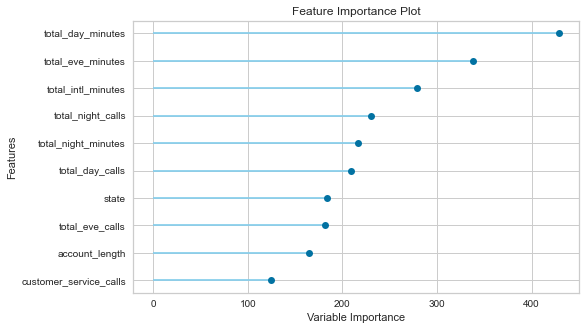 Feature Importance Plot
Features
total_day_minutes
total_eve_minutes
total_intl_minutes
total_night_calls
total_night_minutes
total_day_calls
state
total_eve_calls
account_length
customer_service_calls
0 100 200 300 400
Variable Importance